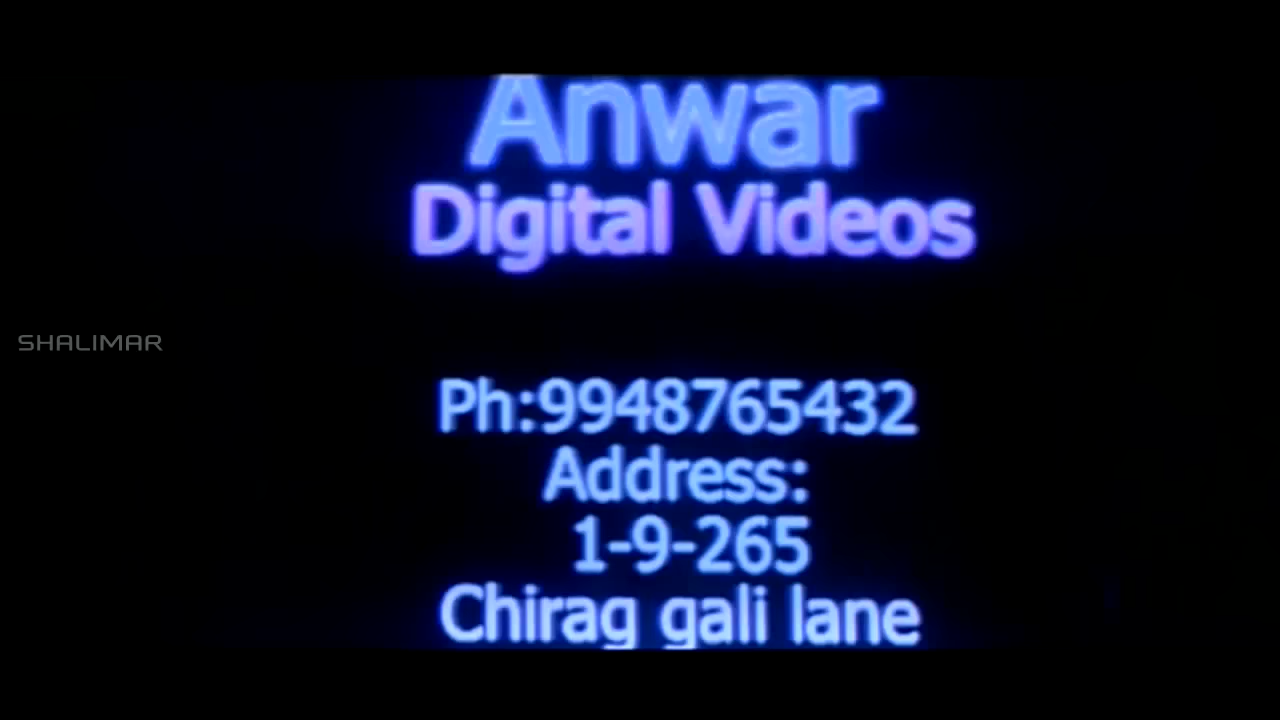 Anwar
Digital Videos
SHALIMAR
Ph:9948765432
Address:
1-9-265
Chirag gali lane